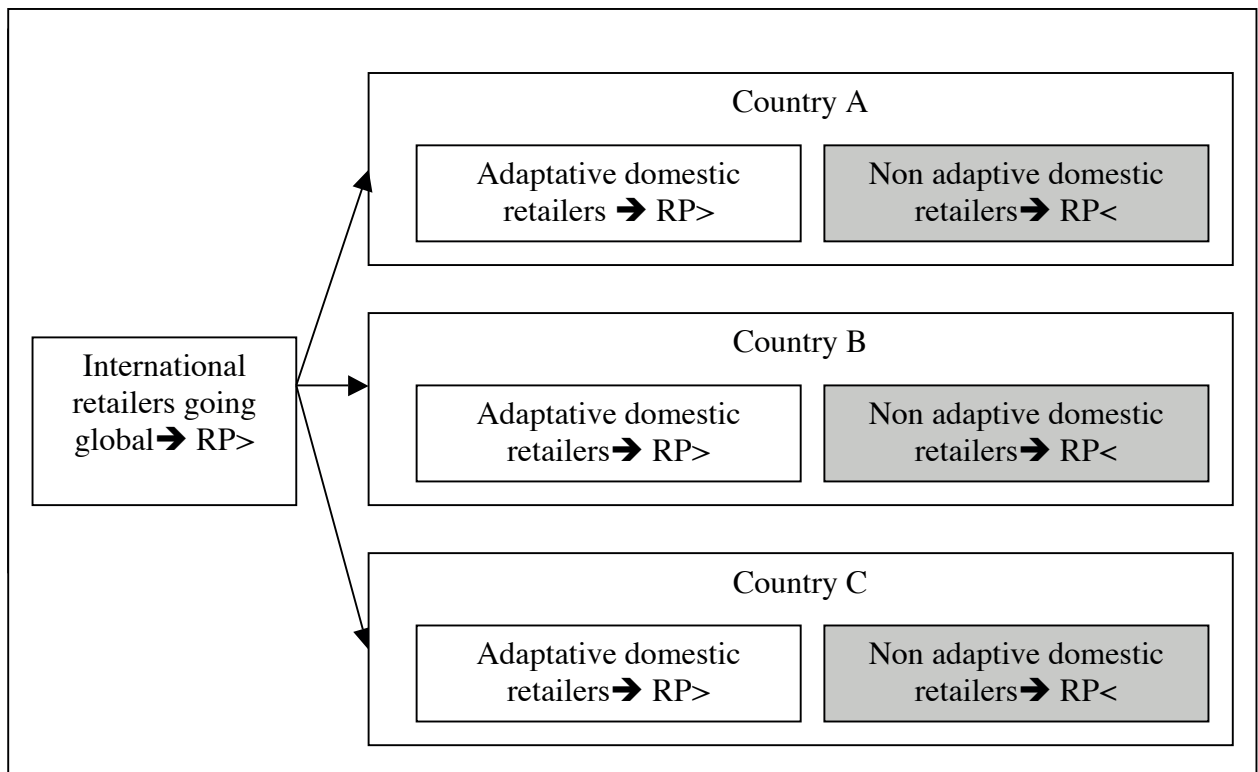 Country A
Adaptative domestic
retailers ➔ RP>
Non adaptive domestic
retailers➔ RP<
International
retailers going
global➔ RP>
Country B
Adaptative domestic
retailers➔ RP>
Non adaptive domestic
retailers➔ RP<
Country C
Adaptative domestic
retailers➔ RP>
Non adaptive domestic
retailers➔ RP<